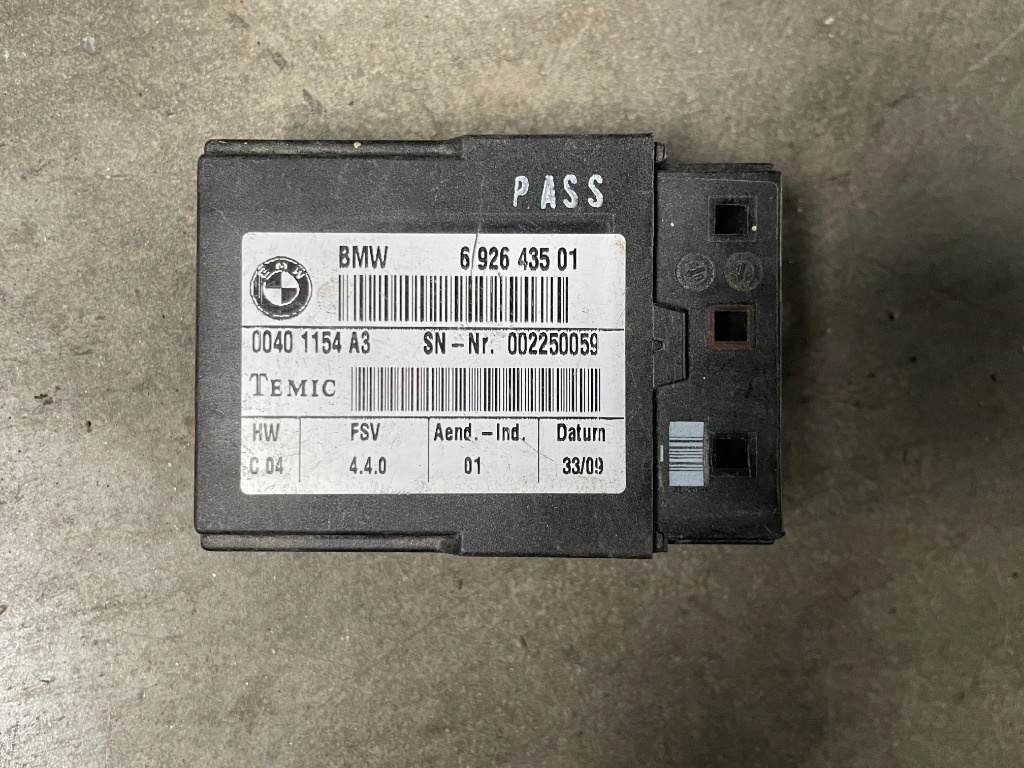 PASS
BMW 6 926 435 01
BMW
0040 1154 A3 SN-Nr. 002250059
TEMIC
HW FSV Aend.-Ind. Datum
C 04 4.4.0 01 33/09